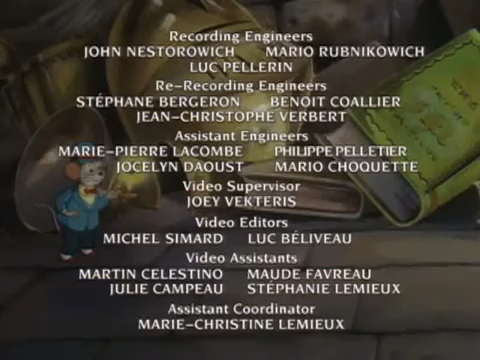 Recording Engineers
JOHN NESTOROWICH MARIO RUBNIKOWICH
LUC PELLERIN
Re-Recording Engineers
STÉPHANE BERGERON BENOIT COALLIER
JEAN-CHRISTOPHE VERBERT
Assistant Engineers
MARIE-PIERRE LACOMBE PHILIPPE PELLETIER
JOCELYN DAOUST MARIO CHOQUETTE
Video Supervisor
JOEY VEKTERIS
Video Editors
MICHEL SIMARD LUC BÉLIVEAU
Video Assistants
MARTIN CELESTINO MAUDE FAVREAU
JULIE CAMPEAU STÉPHANIE LEMIEUX
Assistant Coordinator
MARIE-CHRISTINE LEMIEUX